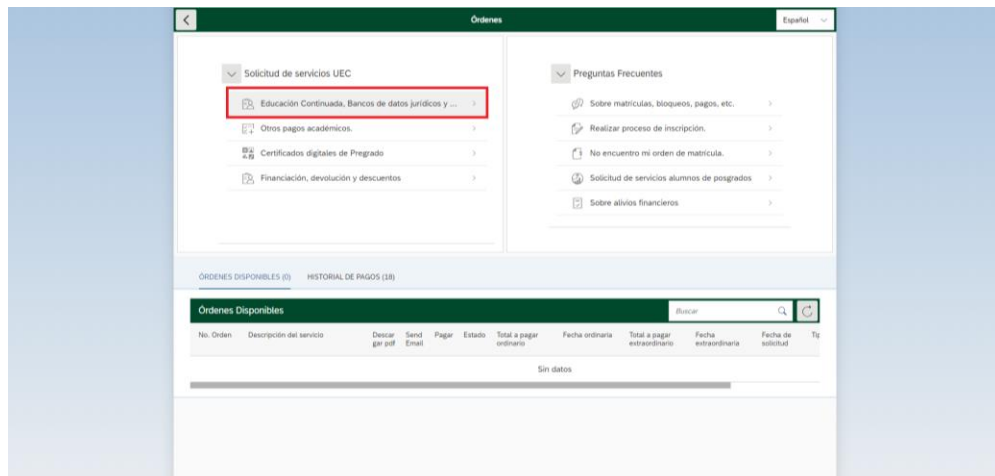 Órdenes
Español
Solicitud de servicios UEC
Educación Continuada, Bancos de datos jurídicos y ...
Otros pagos académicos.
Certificados digitales de Pregrado
Financiación, devolución y descuentos
Preguntas Frecuentes
Sobre matrículas, bloqueos, pagos, etc.
Realizar proceso de inscripción.
No encuentro mi orden de matrícula.
Solicitud de servicios alumnos de posgrados
Sobre alivios financieros
ÓRDENES DISPONIBLES (0) HISTORIAL DE PAGOS (18)
Órdenes Disponibles
Buscar
No. Orden Descripción del servicio Descar Send Pagar Estado Total a pagar Fecha ordinaria Total a pagar Fecha Fecha de Tip
gar pdf Email ordinario extraordinario extraordinaria solicitud
Sin datos